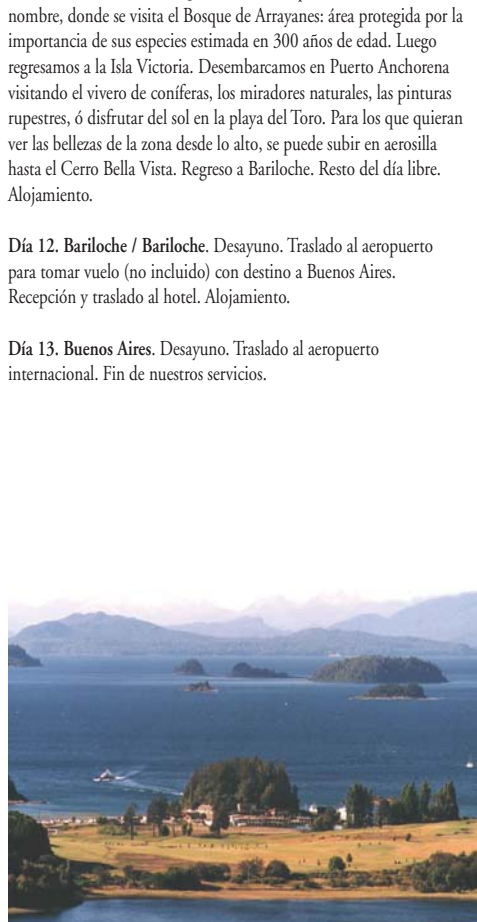 nombre, donde se visita el Bosque de Arrayanes: área protegida por la
importancia de sus especies estimada en 300 años de edad. Luego
regresamos a la Isla Victoria. Desembarcamos en Puerto Anchorena
visitando el vivero de coníferas, los miradores naturales, las pinturas
rupestres, ó disfrutar del sol en la playa del Toro. Para los que quieran
ver las bellezas de la zona desde lo alto, se puede subir en aerosilla
hasta el Cerro Bella Vista. Regreso a Bariloche. Resto del día libre.
Alojamiento.
Día 12. Bariloche / Bariloche. Desayuno. Traslado al aeropuerto
para tomar vuelo (no incluido) con destino a Buenos Aires.
Recepción y traslado al hotel. Alojamiento.
Día 13. Buenos Aires. Desayuno. Traslado al aeropuerto
internacional. Fin de nuestros servicios.